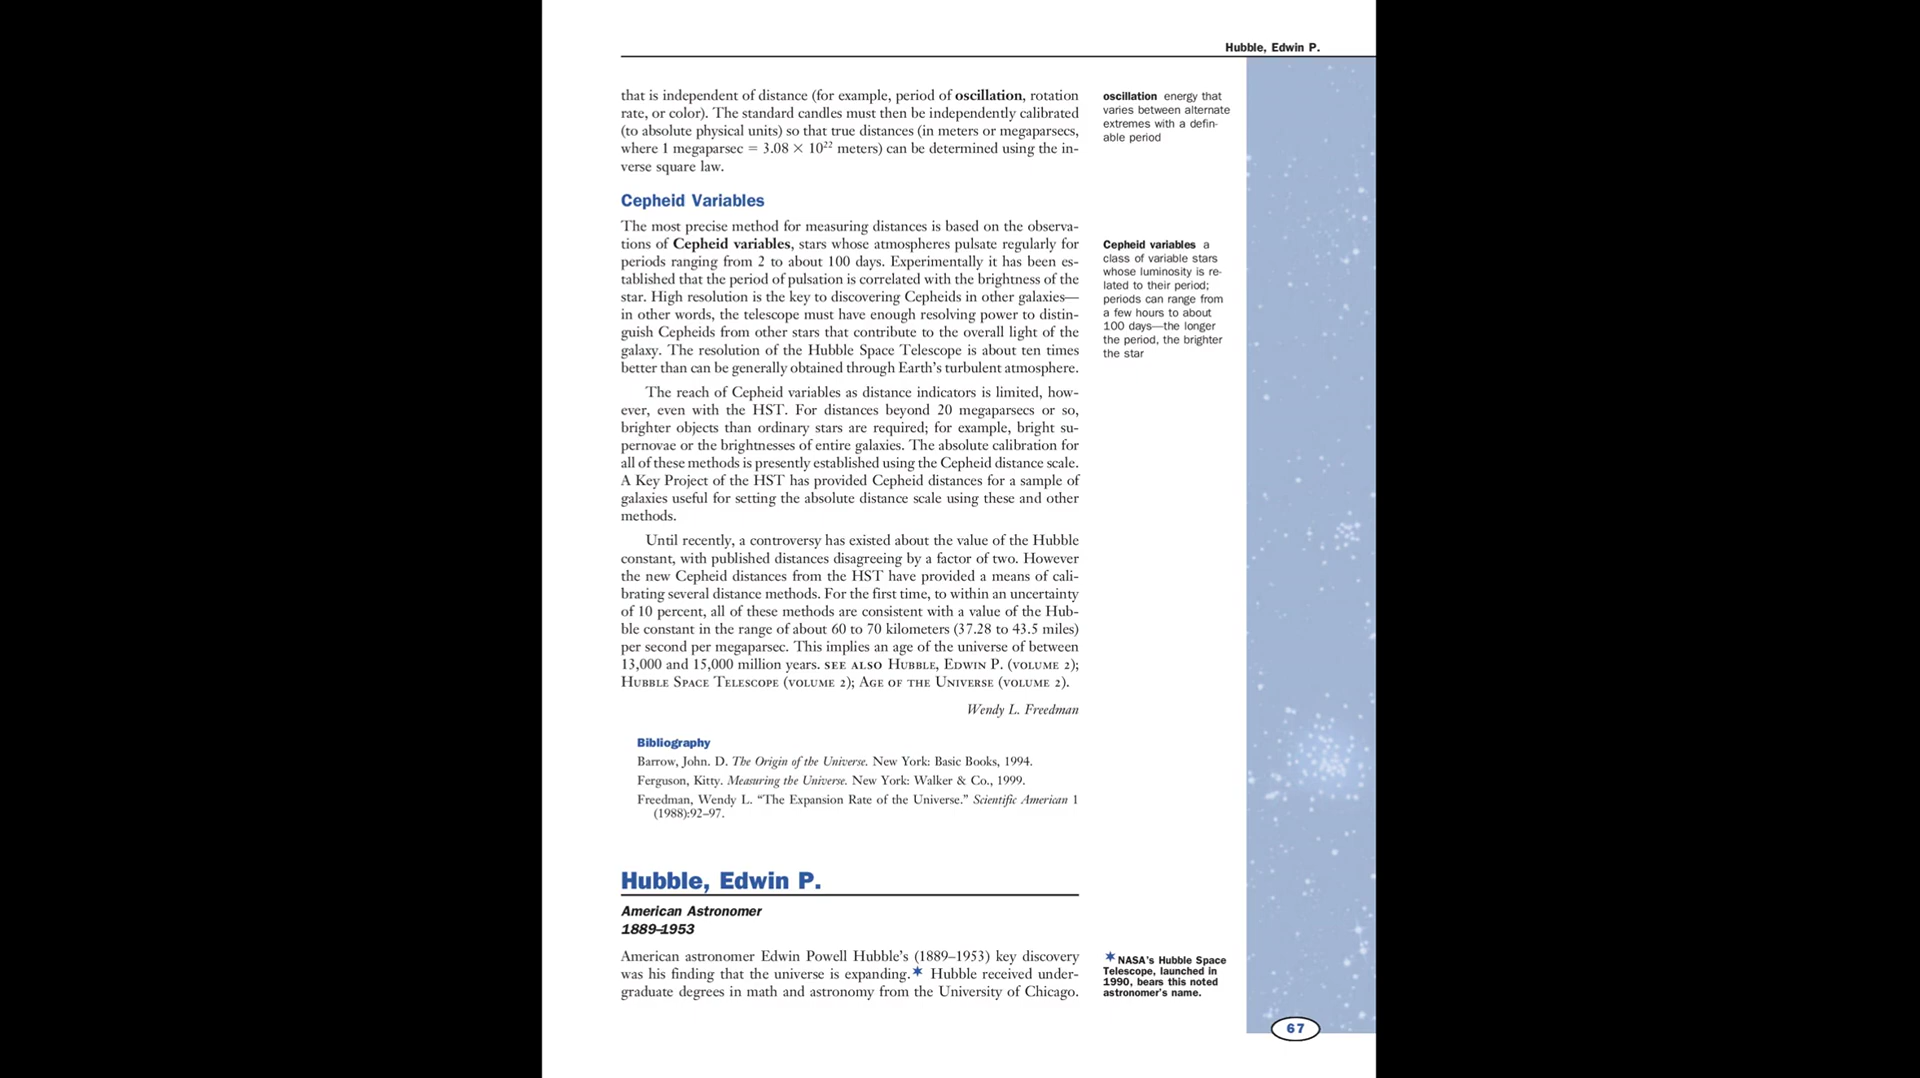 Hubble, Edwin P.
that is independent of distance (for example, period of oscillation, rotation
rate, or color). The standard candles must then be independently calibrated
(to absolute physical units) so that true distances (in meters or megaparsecs,
where 1 megaparsec = 3.08 × 10²² meters) can be determined using the in-
verse square law.
oscillation energy that
varies between alternate
extremes with a defin-
able period
Cepheid Variables
The most precise method for measuring distances is based on the observa-
tions of Cepheid variables, stars whose atmospheres pulsate regularly for
periods ranging from 2 to about 100 days. Experimentally it has been es-
tablished that the period of pulsation is correlated with the brightness of the
star. High resolution is the key to discovering Cepheids in other galaxies—
in other words, the telescope must have enough resolving power to distin-
guish Cepheids from other stars that contribute to the overall light of the
galaxy. The resolution of the Hubble Space Telescope is about ten times
better than can be generally obtained through Earth's turbulent atmosphere.
Cepheid variables a
class of variable stars
whose luminosity is re-
lated to their period;
periods can range from
a few hours to about
100 days—the longer
the period, the brighter
the star
The reach of Cepheid variables as distance indicators is limited, how-
ever, even with the HST. For distances beyond 20 megaparsecs or so,
brighter objects than ordinary stars are required; for example, bright su-
pernovae or the brightnesses of entire galaxies. The absolute calibration for
all of these methods is presently established using the Cepheid distance scale.
A Key Project of the HST has provided Cepheid distances for a sample of
galaxies useful for setting the absolute distance scale using these and other
methods.
Until recently, a controversy has existed about the value of the Hubble
constant, with published distances disagreeing by a factor of two. However
the new Cepheid distances from the HST have provided a means of cali-
brating several distance methods. For the first time, to within an uncertainty
of 10 percent, all of these methods are consistent with a value of the Hub-
ble constant in the range of about 60 to 70 kilometers (37.28 to 43.5 miles)
per second per megaparsec. This implies an age of the universe of between
13,000 and 15,000 million years. SEE ALSO HUBBLE, EDWIN P. (VOLUME 2);
HUBBLE SPACE TELESCOPE (VOLUME 2); AGE OF THE UNIVERSE (VOLUME 2).
Wendy L. Freedman
Bibliography
Barrow, John. D. The Origin of the Universe. New York: Basic Books, 1994.
Ferguson, Kitty. Measuring the Universe. New York: Walker & Co., 1999.
Freedman, Wendy L. “The Expansion Rate of the Universe.” Scientific American 1
(1988):92–97.
Hubble, Edwin P.
American Astronomer
1889–1953
American astronomer Edwin Powell Hubble's (1889–1953) key discovery
was his finding that the universe is expanding.★ Hubble received under-
graduate degrees in math and astronomy from the University of Chicago.
★ NASA's Hubble Space
Telescope, launched in
1990, bears this noted
astronomer's name.
67